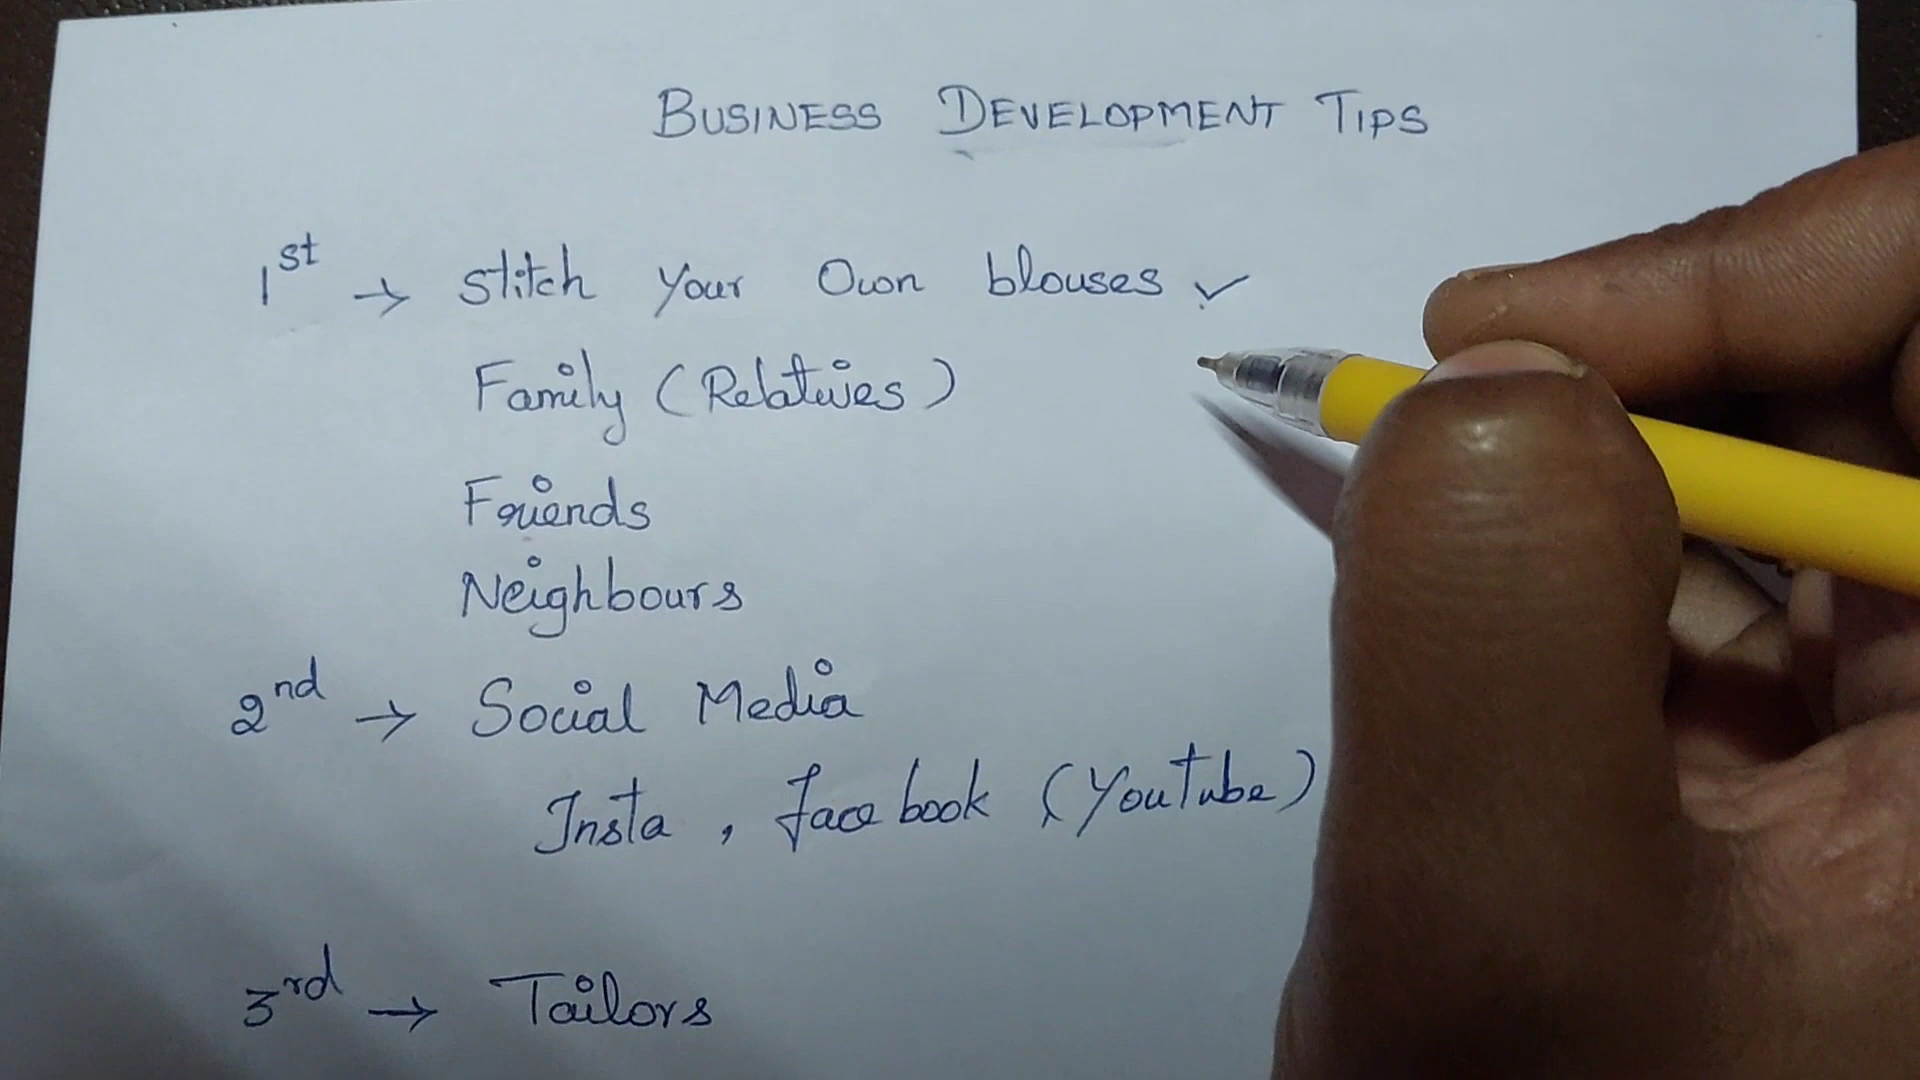 BUSINESS DEVELOPMENT TIPS
1st → Stitch your Own blouses ✓
Family (Relatives)
Friends
Neighbours
2nd → Social Media
Insta , facebook (Youtube)
3rd → Tailors